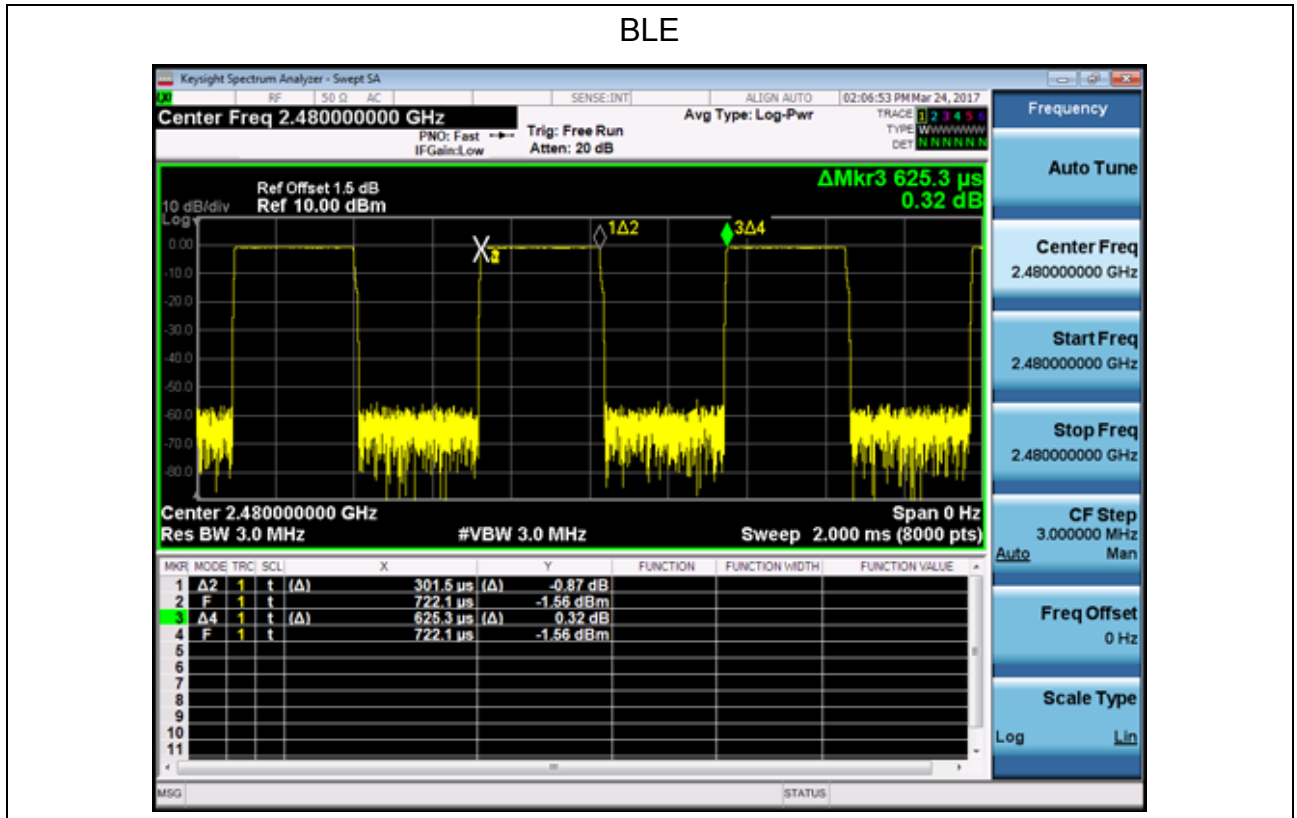 BLE
Keysight Spectrum Analyzer - Swept SA
RF 50 Ω AC SENSE:INT ALIGN AUTO 02:06:53 PM Mar 24, 2017
Center Freq 2.480000000 GHz
PNO: Fast
IFGain:Low
Trig: Free Run
Atten: 20 dB
Avg Type: Log-Pwr
TRACE 1 2 3 4 5 6
TYPE WWWWWWW
DET N N N N N N
Frequency
Auto Tune
Center Freq
2.480000000 GHz
Start Freq
2.480000000 GHz
Stop Freq
2.480000000 GHz
CF Step
3.000000 MHz
Auto Man
Freq Offset
0 Hz
Scale Type
Log Lin
ΔMkr3 625.3 µs
0.32 dB
Ref Offset 1.5 dB
10 dB/div Ref 10.00 dBm
Log
1Δ2
3Δ4
0.00
-10.0
-20.0
-30.0
-40.0
-50.0
-60.0
-70.0
-80.0
Center 2.480000000 GHz Span 0 Hz
Res BW 3.0 MHz #VBW 3.0 MHz Sweep 2.000 ms (8000 pts)
MKR MODE TRC SCL X Y FUNCTION FUNCTION WIDTH FUNCTION VALUE
1 Δ2 1 t (Δ) 301.5 µs (Δ) -0.87 dB
2 F 1 t 722.1 µs -1.56 dBm
3 Δ4 1 t (Δ) 625.3 µs (Δ) 0.32 dB
4 F 1 t 722.1 µs -1.56 dBm
5
6
7
8
9
10
11
MSG STATUS